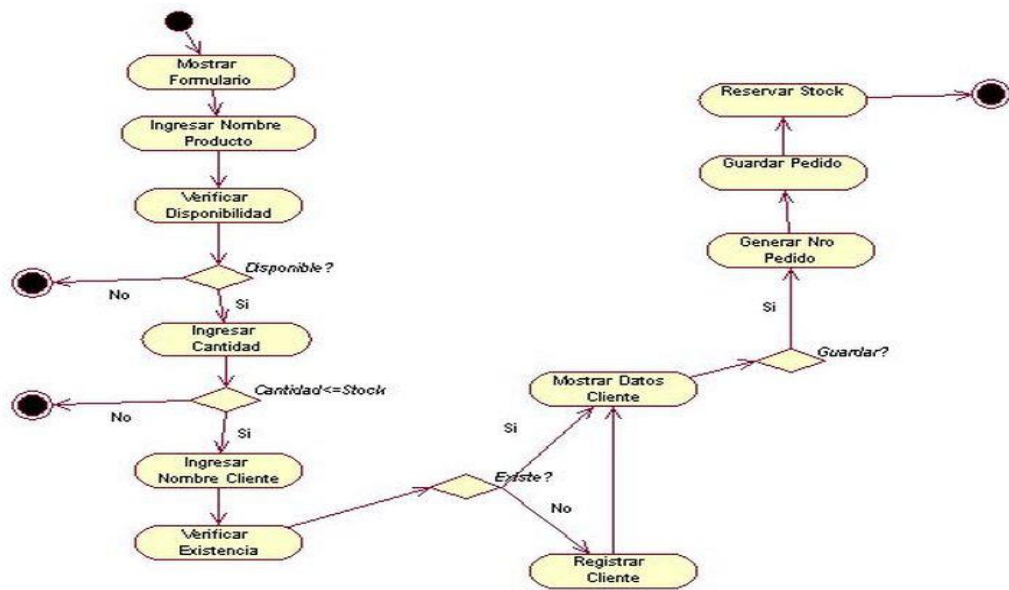 Mostrar
Formulario
Ingresar Nombre
Producto
Verificar
Disponibilidad
Disponible?
No
Si
Ingresar
Cantidad
Cantidad<=Stock
No
Si
Ingresar
Nombre Cliente
Verificar
Existencia
Existe?
Si
No
Registrar
Cliente
Mostrar Datos
Cliente
Guardar?
Si
Generar Nro
Pedido
Guardar Pedido
Reservar Stock